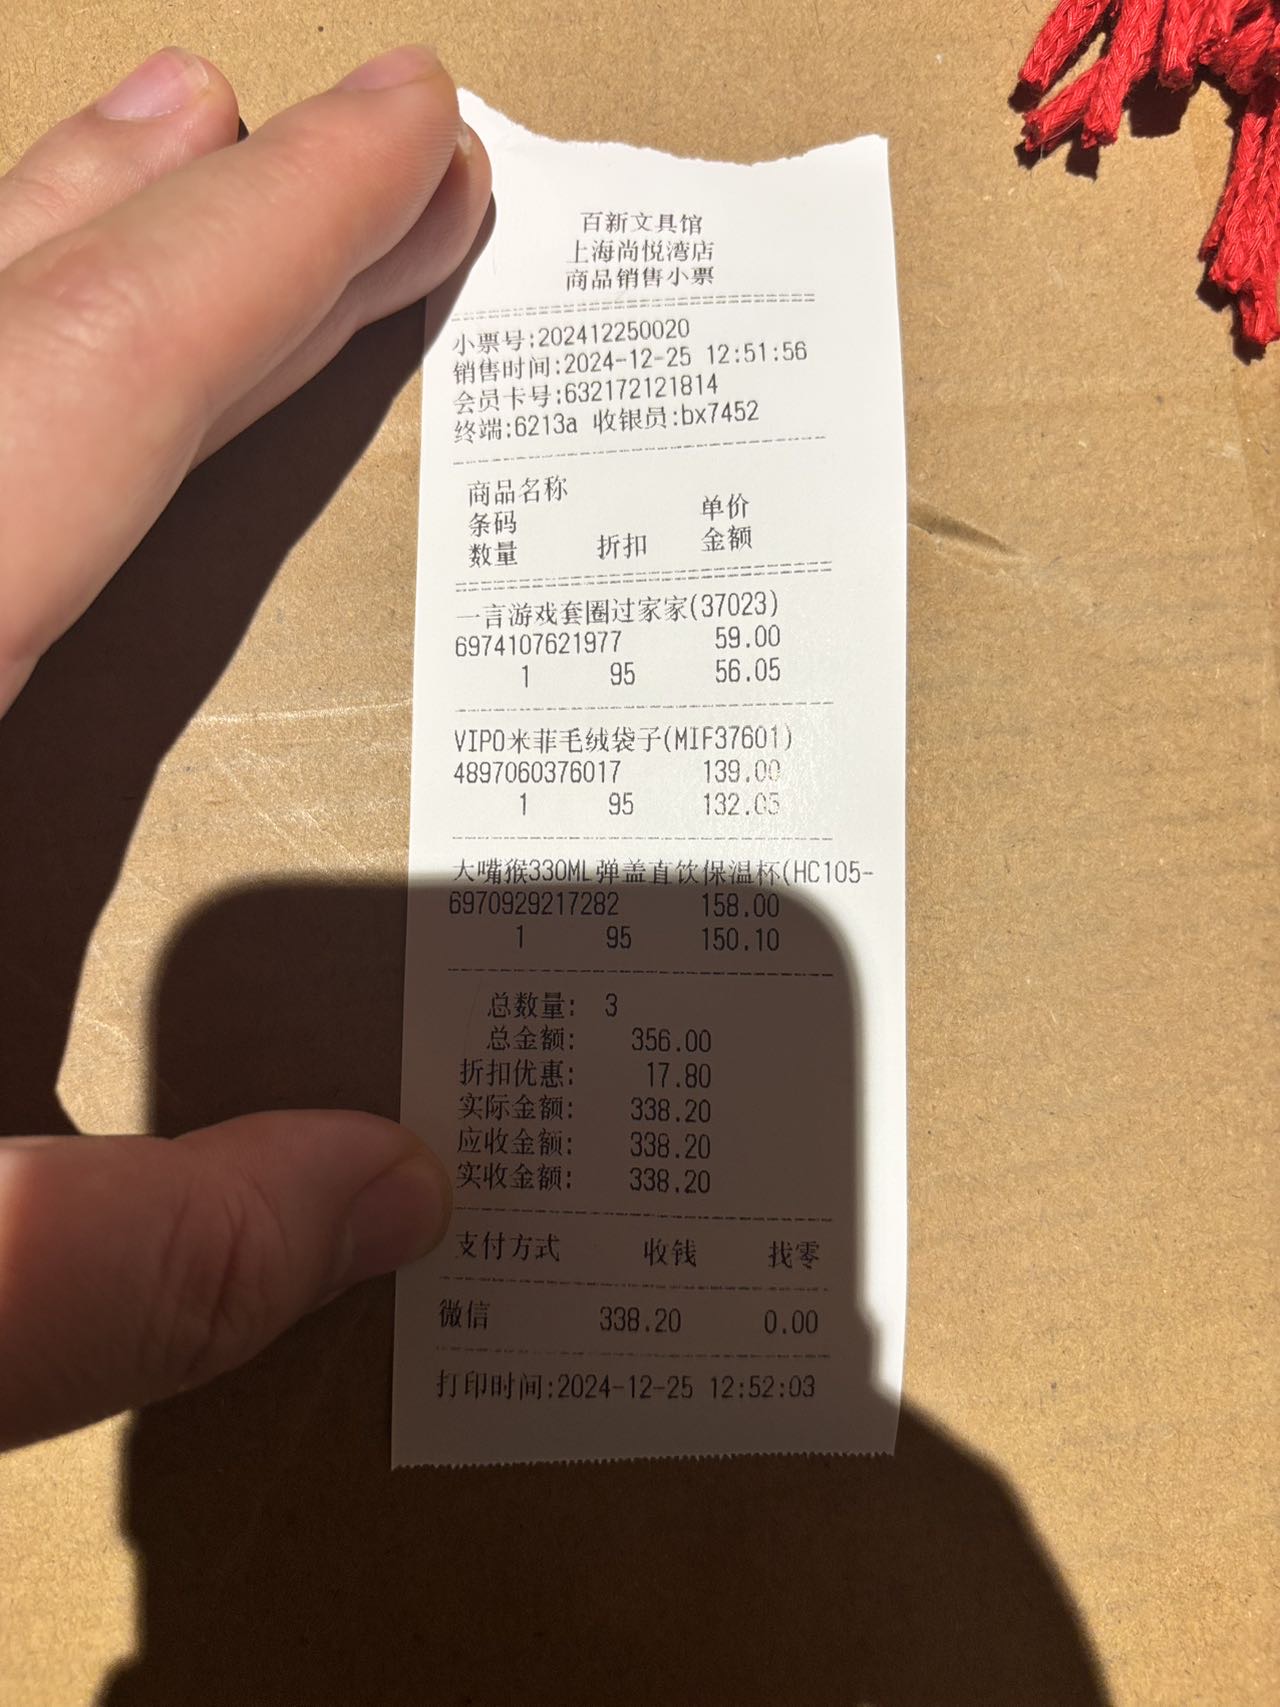 百新文具馆
上海尚悦湾店
商品销售小票
小票号:202412250020
销售时间:2024-12-25 12:51:56
会员卡号:632172121814
终端:6213a 收银员:bx7452
商品名称
条码 单价
数量 折扣 金额
一言游戏套圈过家家(37023)
6974107621977 59.00
1 95 56.05
VIPO米菲毛绒袋子(MIF37601)
4897060376017 139.00
1 95 132.05
大嘴猴330ML弹盖直饮保温杯(HC105-
6970929217282 158.00
1 95 150.10
总数量: 3
总金额: 356.00
折扣优惠: 17.80
实际金额: 338.20
应收金额: 338.20
实收金额: 338.20
支付方式 收钱 找零
微信 338.20 0.00
打印时间:2024-12-25 12:52:03